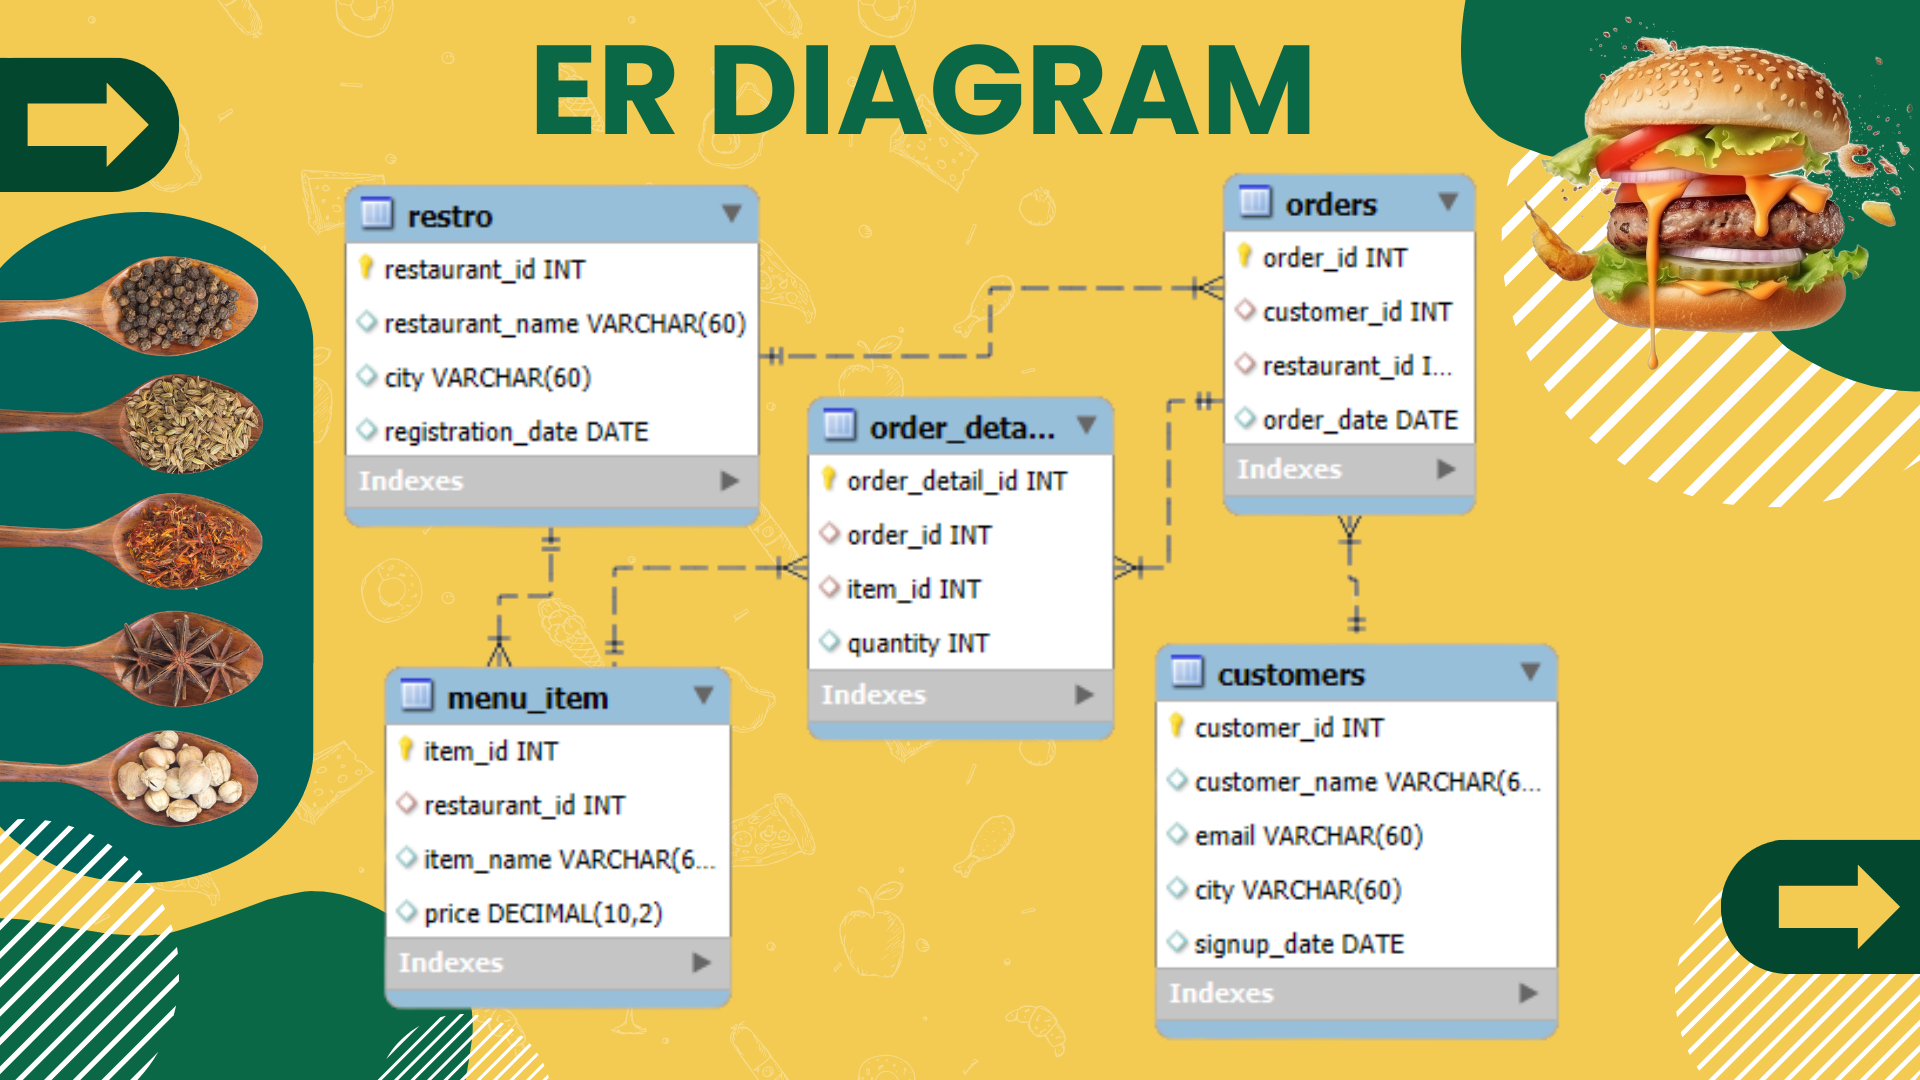 ER DIAGRAM
restro
restaurant_id INT
restaurant_name VARCHAR(60)
city VARCHAR(60)
registration_date DATE
Indexes
orders
order_id INT
customer_id INT
restaurant_id I...
order_date DATE
Indexes
order_deta...
order_detail_id INT
order_id INT
item_id INT
quantity INT
Indexes
menu_item
item_id INT
restaurant_id INT
item_name VARCHAR(6...
price DECIMAL(10,2)
Indexes
customers
customer_id INT
customer_name VARCHAR(6...
email VARCHAR(60)
city VARCHAR(60)
signup_date DATE
Indexes